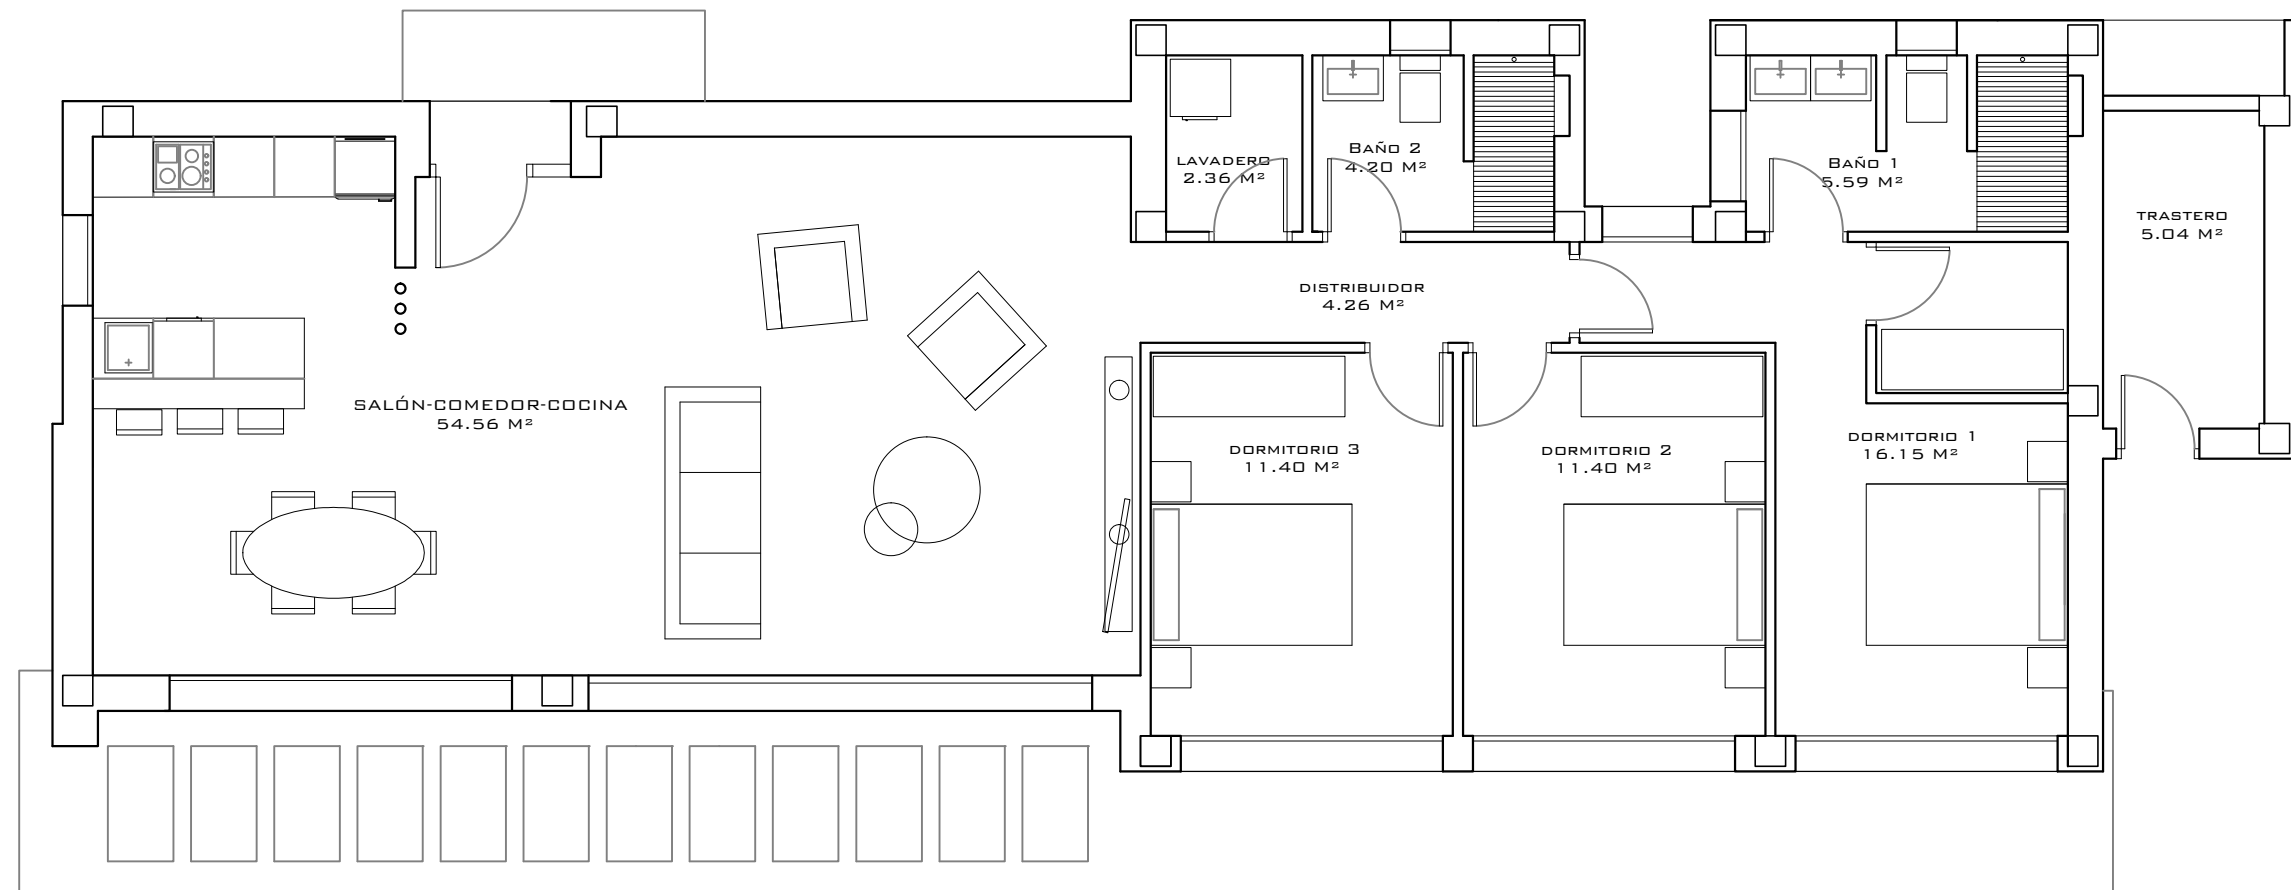 LAVADERO
2.36 M²
BAÑO 2
4.20 M²
BAÑO 1
5.59 M²
TRASTERO
5.04 M²
DISTRIBUIDOR
4.26 M²
SALÓN-COMEDOR-COCINA
54.56 M²
DORMITORIO 3
11.40 M²
DORMITORIO 2
11.40 M²
DORMITORIO 1
16.15 M²